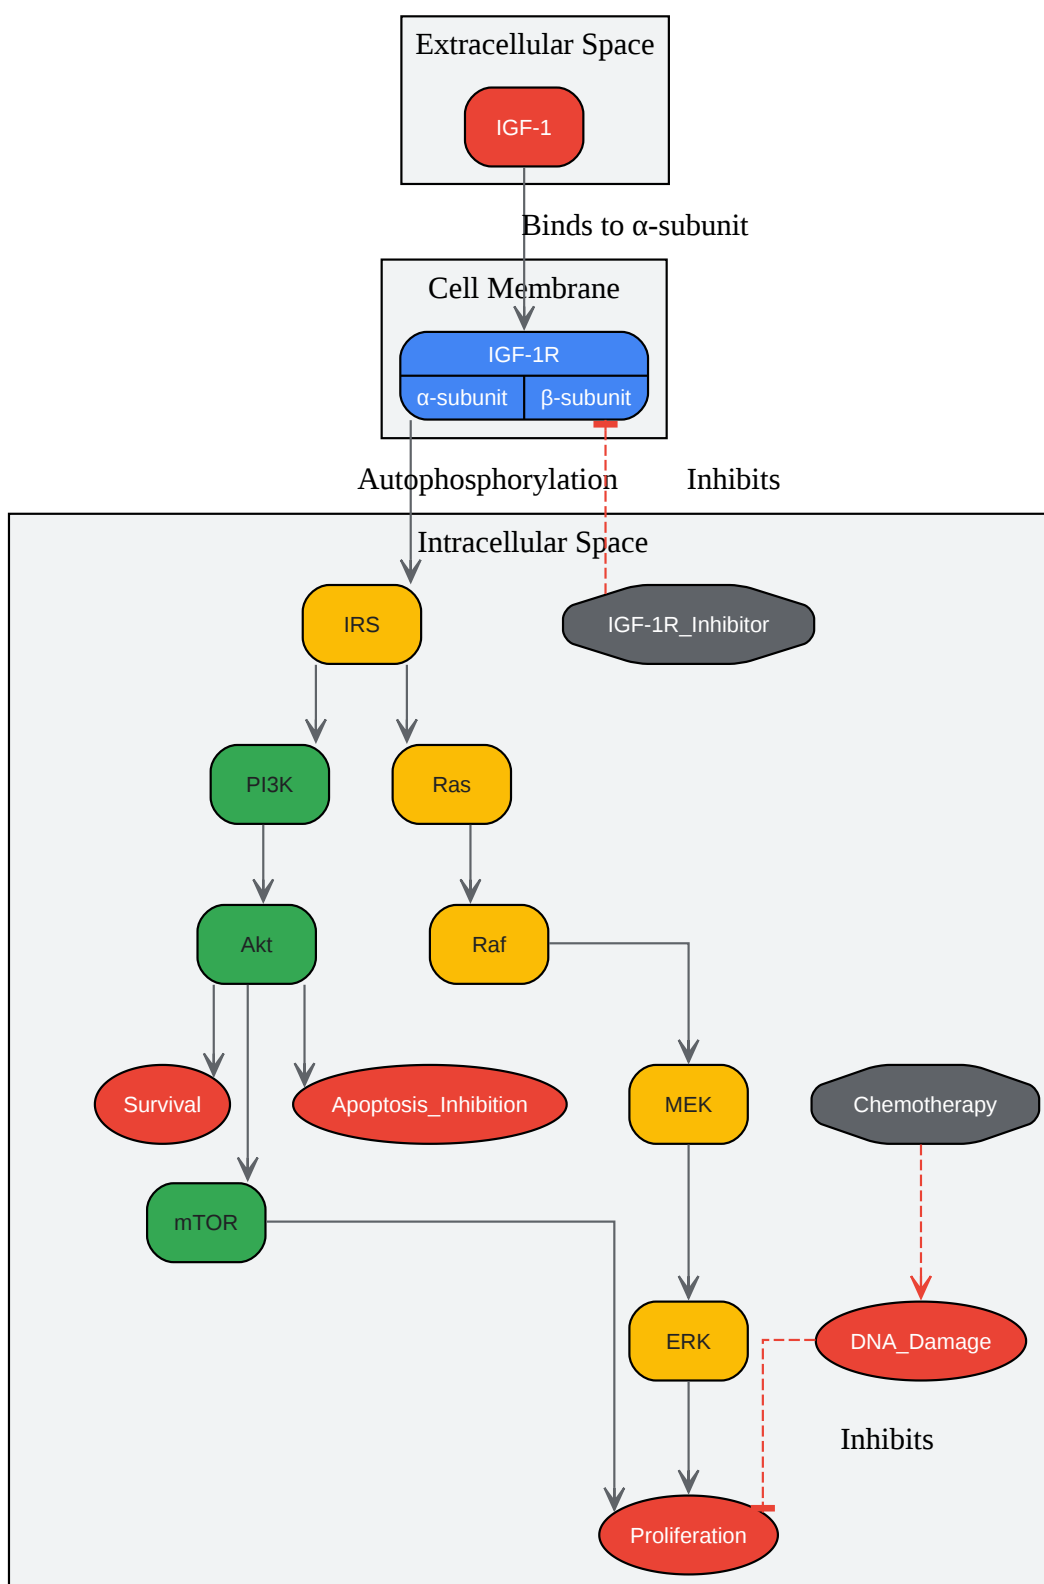 Extracellular Space
IGF-1
Binds to α-subunit
Cell Membrane
IGF-1R
α-subunit
β-subunit
Autophosphorylation
Inhibits
Intracellular Space
IRS
IGF-1R_Inhibitor
PI3K
Ras
Akt
Raf
Survival
Apoptosis_Inhibition
MEK
Chemotherapy
mTOR
ERK
DNA_Damage
Inhibits
Proliferation